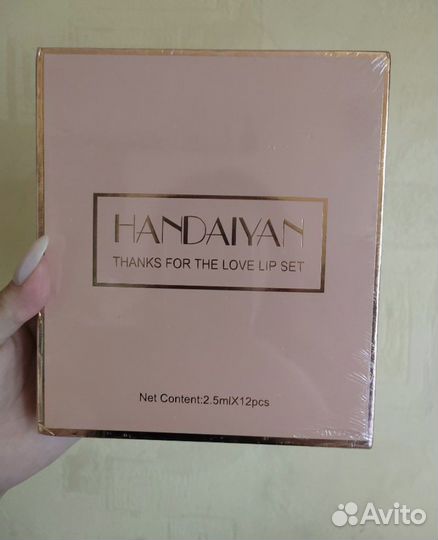 HANDAIYAN
THANKS FOR THE LOVE LIP SET
Net Content:2.5mlX12pcs
Avito